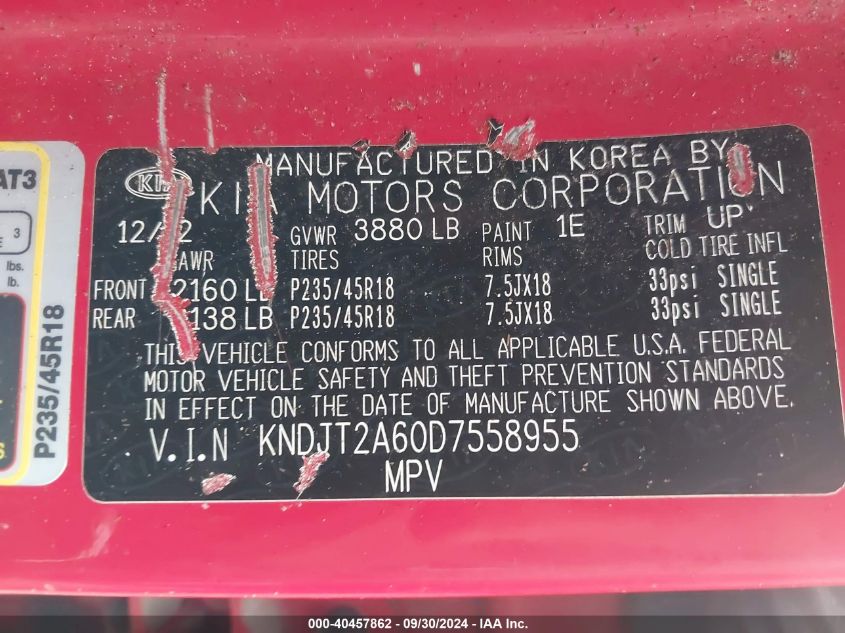 MANUFACTURED IN KOREA BY
KIA KIA MOTORS CORPORATION
12/ 2 GVWR 3880 LB PAINT 1E TRIM UP
GAWR TIRES RIMS COLD TIRE INFL
FRONT 2160 LB P235/45R18 7.5JX18 33psi SINGLE
REAR 138 LB P235/45R18 7.5JX18 33psi SINGLE
THIS VEHICLE CONFORMS TO ALL APPLICABLE U.S.A. FEDERAL
MOTOR VEHICLE SAFETY AND THEFT PREVENTION STANDARDS
IN EFFECT ON THE DATE OF MANUFACTURE SHOWN ABOVE.
V.I.N KNDJT2A60D7558955
MPV
AT3
E 3
lbs.
lb.
P235/45R18
000-40457862 - 09/30/2024 - IAA Inc.